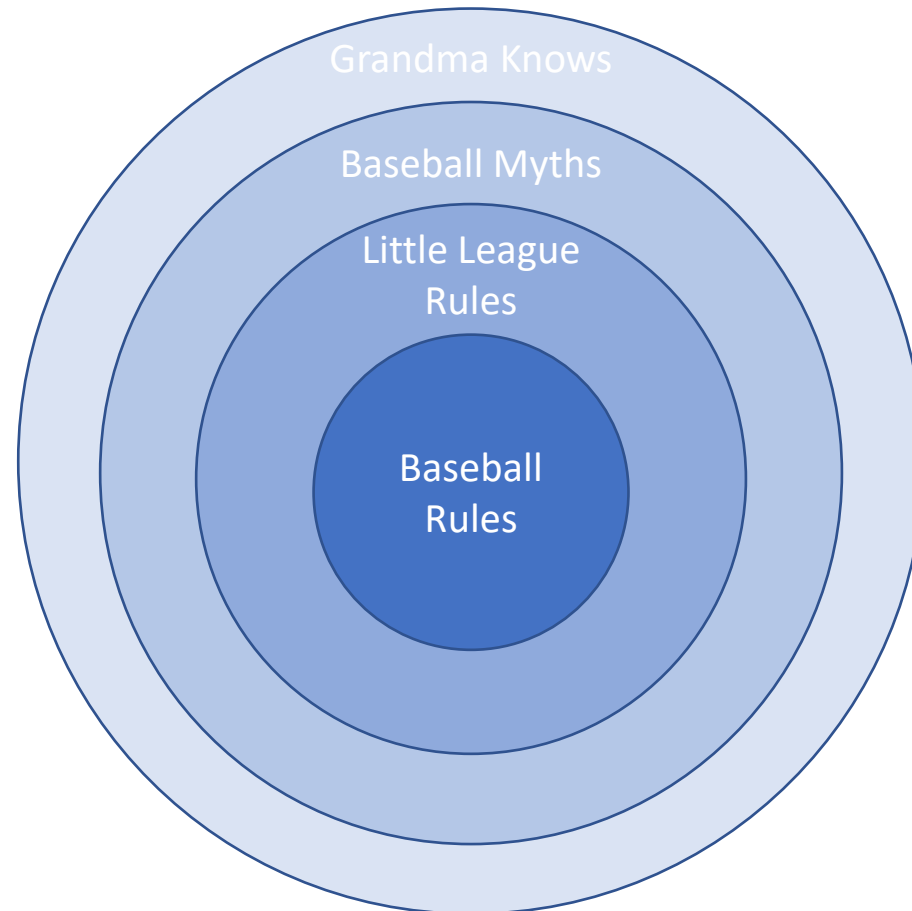 Grandma Knows
Baseball Myths
Little League
Rules
Baseball
Rules